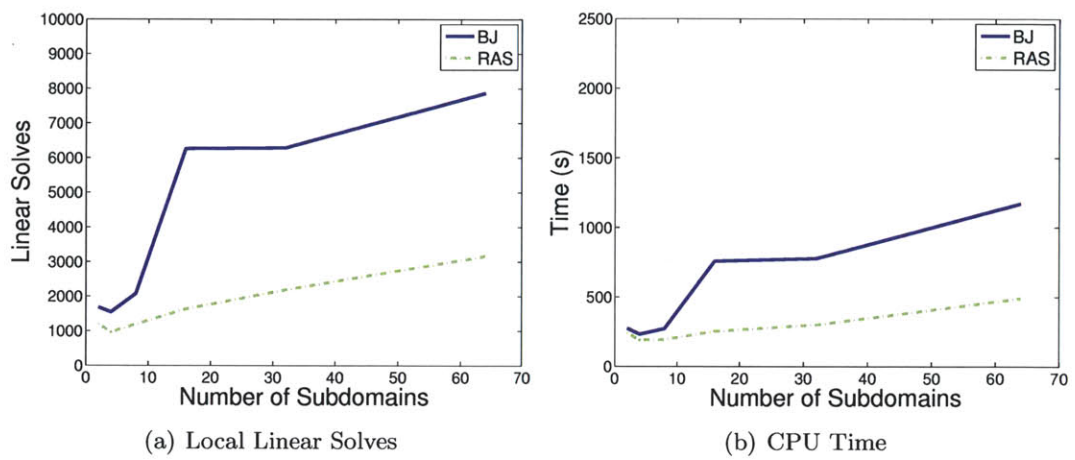 10000
9000
8000
7000
6000
5000
4000
3000
2000
1000
0
Linear Solves
BJ
RAS
0 10 20 30 40 50 60 70
Number of Subdomains
(a) Local Linear Solves
2500
2000
1500
1000
500
0
Time (s)
BJ
RAS
0 10 20 30 40 50 60 70
Number of Subdomains
(b) CPU Time